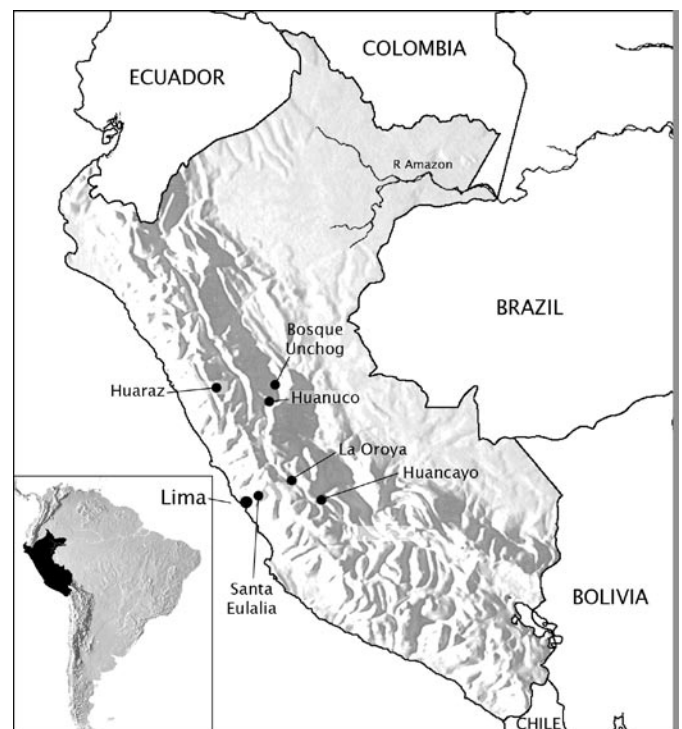 COLOMBIA
ECUADOR
R Amazon
BRAZIL
Bosque
Unchog
Huaraz
Huanuco
La Oroya
Huancayo
Lima
Santa
Eulalia
BOLIVIA
CHILE